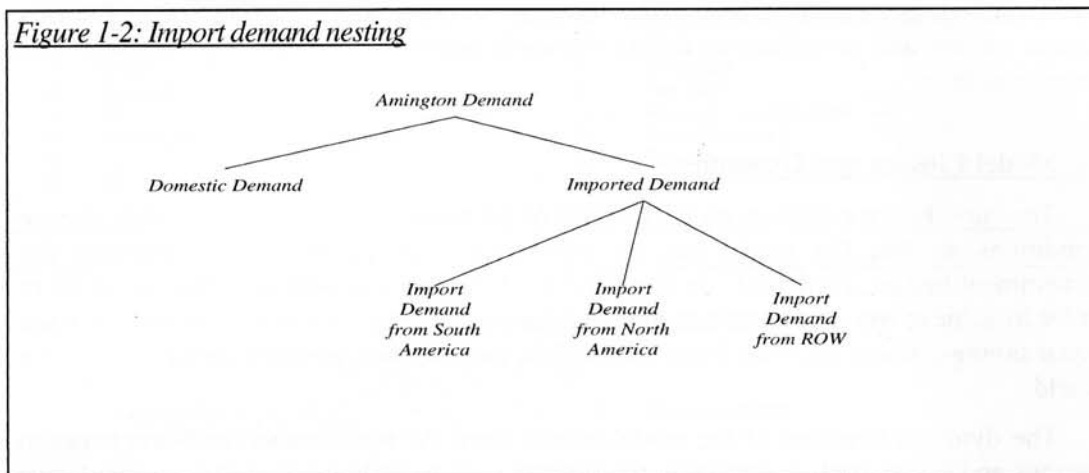 Figure 1-2: Import demand nesting
Amington Demand
Domestic Demand
Imported Demand
Import
Demand
from South
America
Import
Demand
from North
America
Import
Demand
from ROW